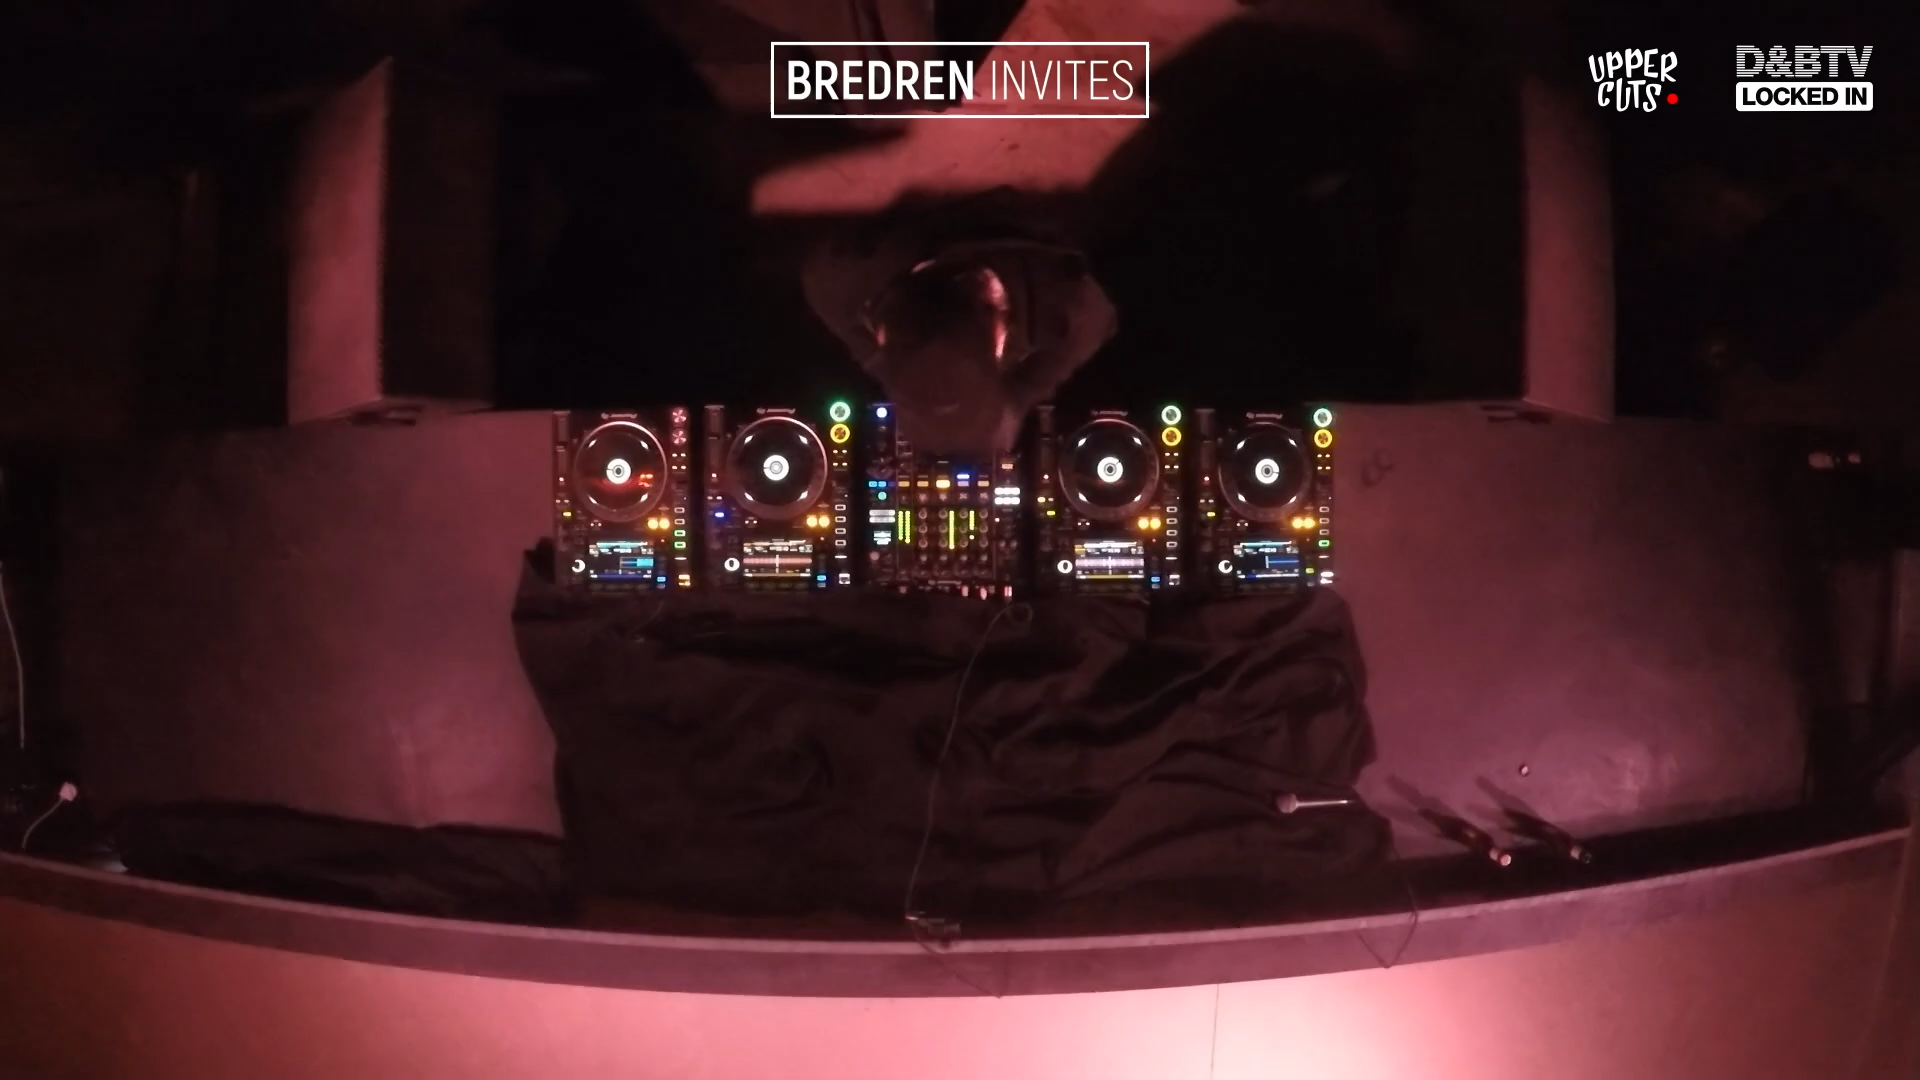 BREDREN INVITES
UPPER
CUTS
D&BTV
LOCKED IN